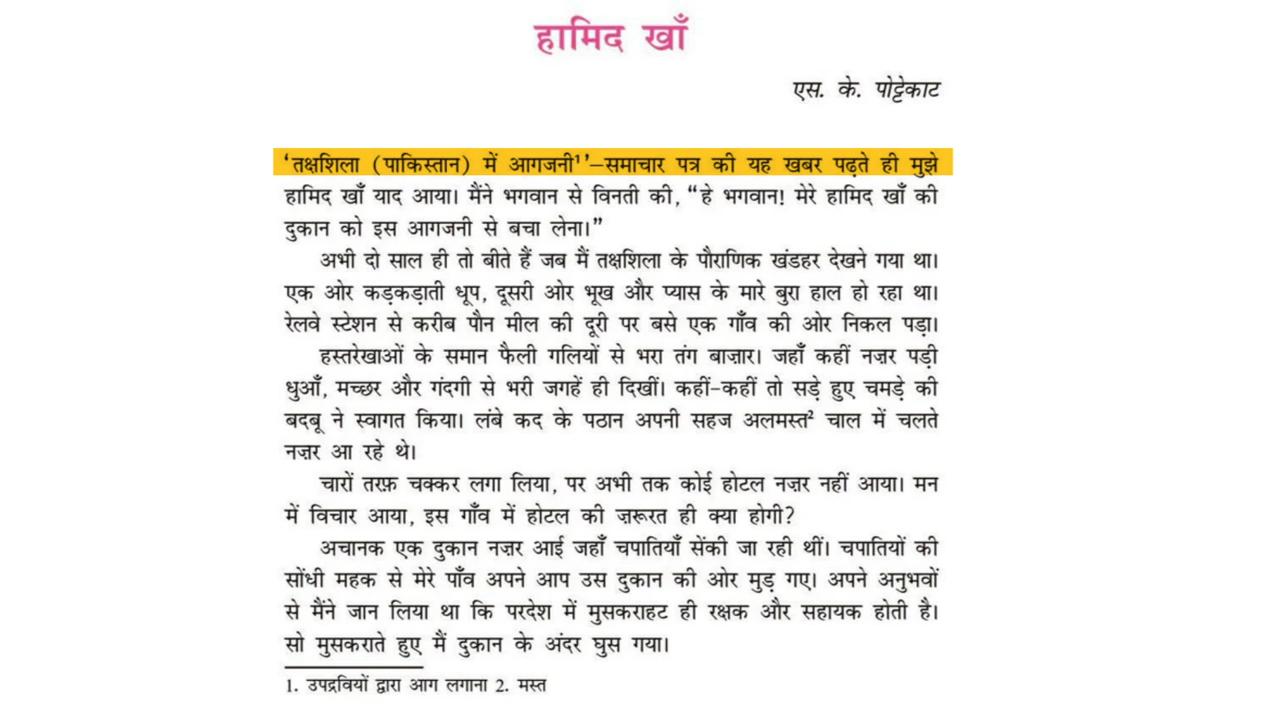 हामिद खाँ
एस. के. पोट्टेकाट
‘तक्षशिला (पाकिस्तान) में आगजनी¹’–समाचार पत्र की यह खबर पढ़ते ही मुझे
हामिद खाँ याद आया। मैंने भगवान से विनती की, “हे भगवान! मेरे हामिद खाँ की
दुकान को इस आगजनी से बचा लेना।”
अभी दो साल ही तो बीते हैं जब मैं तक्षशिला के पौराणिक खंडहर देखने गया था।
एक ओर कड़कड़ाती धूप, दूसरी ओर भूख और प्यास के मारे बुरा हाल हो रहा था।
रेलवे स्टेशन से करीब पौन मील की दूरी पर बसे एक गाँव की ओर निकल पड़ा।
हस्तरेखाओं के समान फैली गलियों से भरा तंग बाज़ार। जहाँ कहीं नज़र पड़ी
धुआँ, मच्छर और गंदगी से भरी जगहें ही दिखीं। कहीं-कहीं तो सड़े हुए चमड़े की
बदबू ने स्वागत किया। लंबे कद के पठान अपनी सहज अलमस्त² चाल में चलते
नज़र आ रहे थे।
चारों तरफ़ चक्कर लगा लिया, पर अभी तक कोई होटल नज़र नहीं आया। मन
में विचार आया, इस गाँव में होटल की ज़रूरत ही क्या होगी?
अचानक एक दुकान नज़र आई जहाँ चपातियाँ सेंकी जा रही थीं। चपातियों की
सोंधी महक से मेरे पाँव अपने आप उस दुकान की ओर मुड़ गए। अपने अनुभवों
से मैंने जान लिया था कि परदेश में मुसकराहट ही रक्षक और सहायक होती है।
सो मुसकराते हुए मैं दुकान के अंदर घुस गया।
1. उपद्रवियों द्वारा आग लगाना 2. मस्त